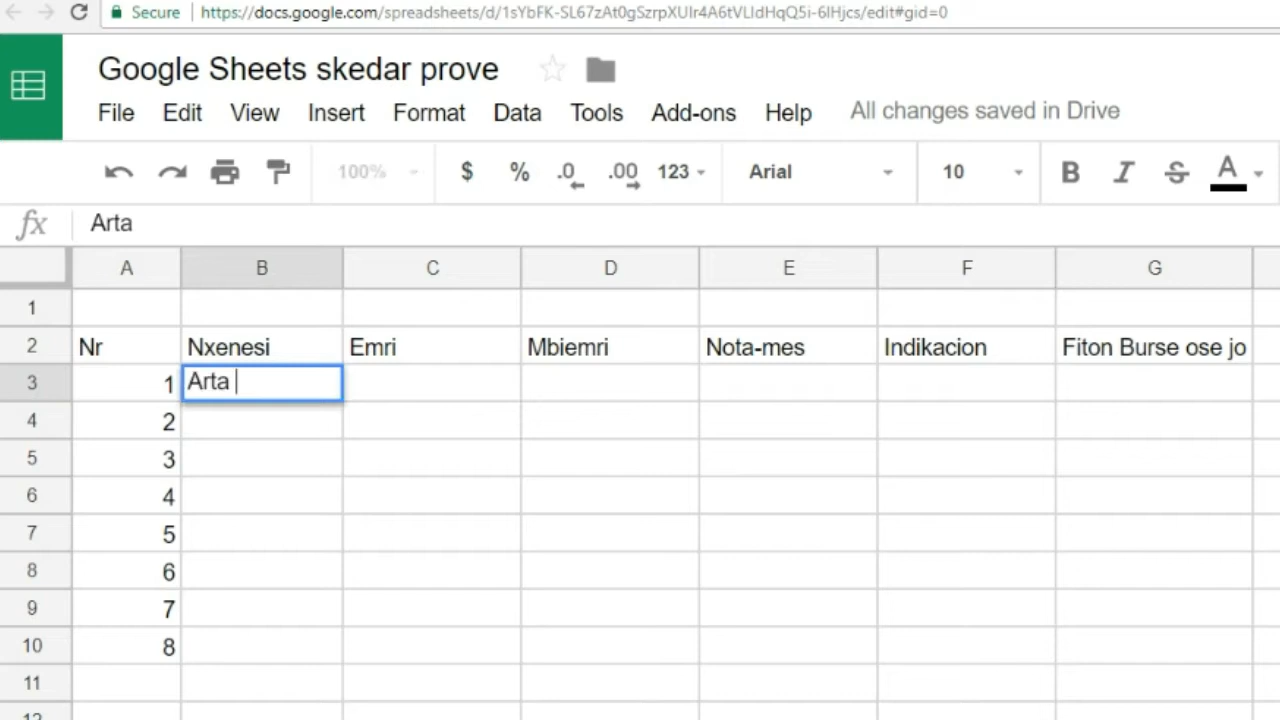 Secure https://docs.google.com/spreadsheets/d/1sYbFK-SL67zAt0gSzrpXUIr4A6tVLIdHqQ5i-6lHjcs/edit#gid=0
Google Sheets skedar prove
File Edit View Insert Format Data Tools Add-ons Help All changes saved in Drive
100% $ % .0 .00 123 Arial 10 B I S A
fx Arta
A B C D E F G
1
2 Nr Nxenesi Emri Mbiemri Nota-mes Indikacion Fiton Burse ose jo
3 1 Arta
4 2
5 3
6 4
7 5
8 6
9 7
10 8
11
12